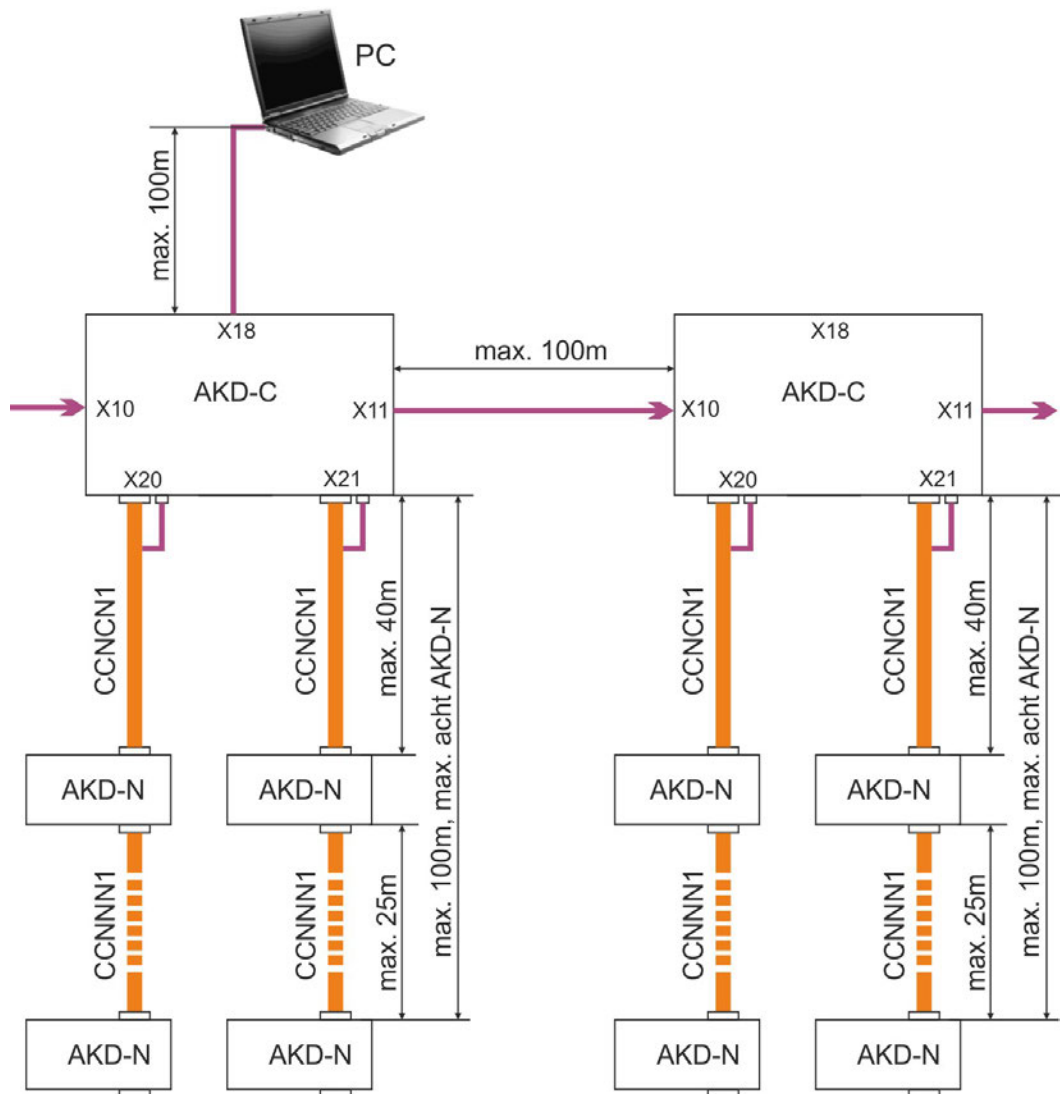 PC
max. 100m
X18
X10
AKD-C
X11
X20
X21
max. 100m
X18
X10
AKD-C
X11
X20
X21
CCNCN1
CCNCN1
max. 40m
max. 100m, max. acht AKD-N
CCNCN1
CCNCN1
max. 40m
max. 100m, max. acht AKD-N
AKD-N
AKD-N
AKD-N
AKD-N
CCNNN1
CCNNN1
max. 25m
CCNNN1
CCNNN1
max. 25m
AKD-N
AKD-N
AKD-N
AKD-N